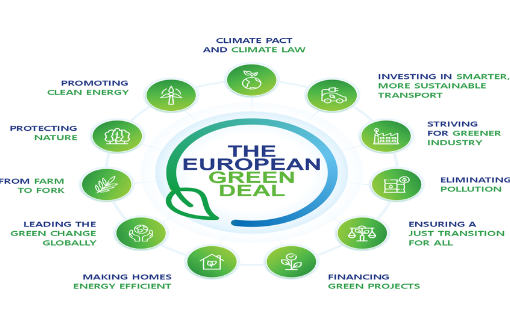 CLIMATE PACT
AND CLIMATE LAW
INVESTING IN SMARTER,
MORE SUSTAINABLE
TRANSPORT
STRIVING
FOR GREENER
INDUSTRY
ELIMINATING
POLLUTION
ENSURING A
JUST TRANSITION
FOR ALL
FINANCING
GREEN PROJECTS
MAKING HOMES
ENERGY EFFICIENT
LEADING THE
GREEN CHANGE
GLOBALLY
FROM FARM
TO FORK
PROTECTING
NATURE
PROMOTING
CLEAN ENERGY
THE
EUROPEAN
GREEN
DEAL